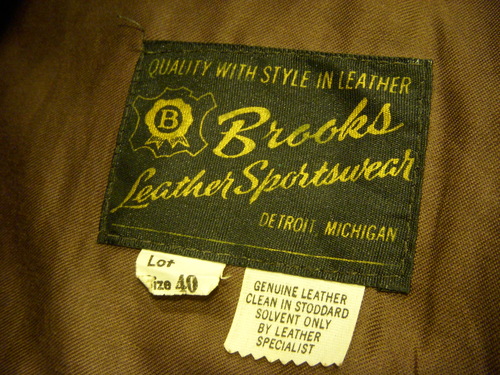 QUALITY WITH STYLE IN LEATHER
B
Brooks
Leather Sportswear
DETROIT, MICHIGAN
Lot
Size 40
GENUINE LEATHER
CLEAN IN STODDARD
SOLVENT ONLY
BY LEATHER
SPECIALIST